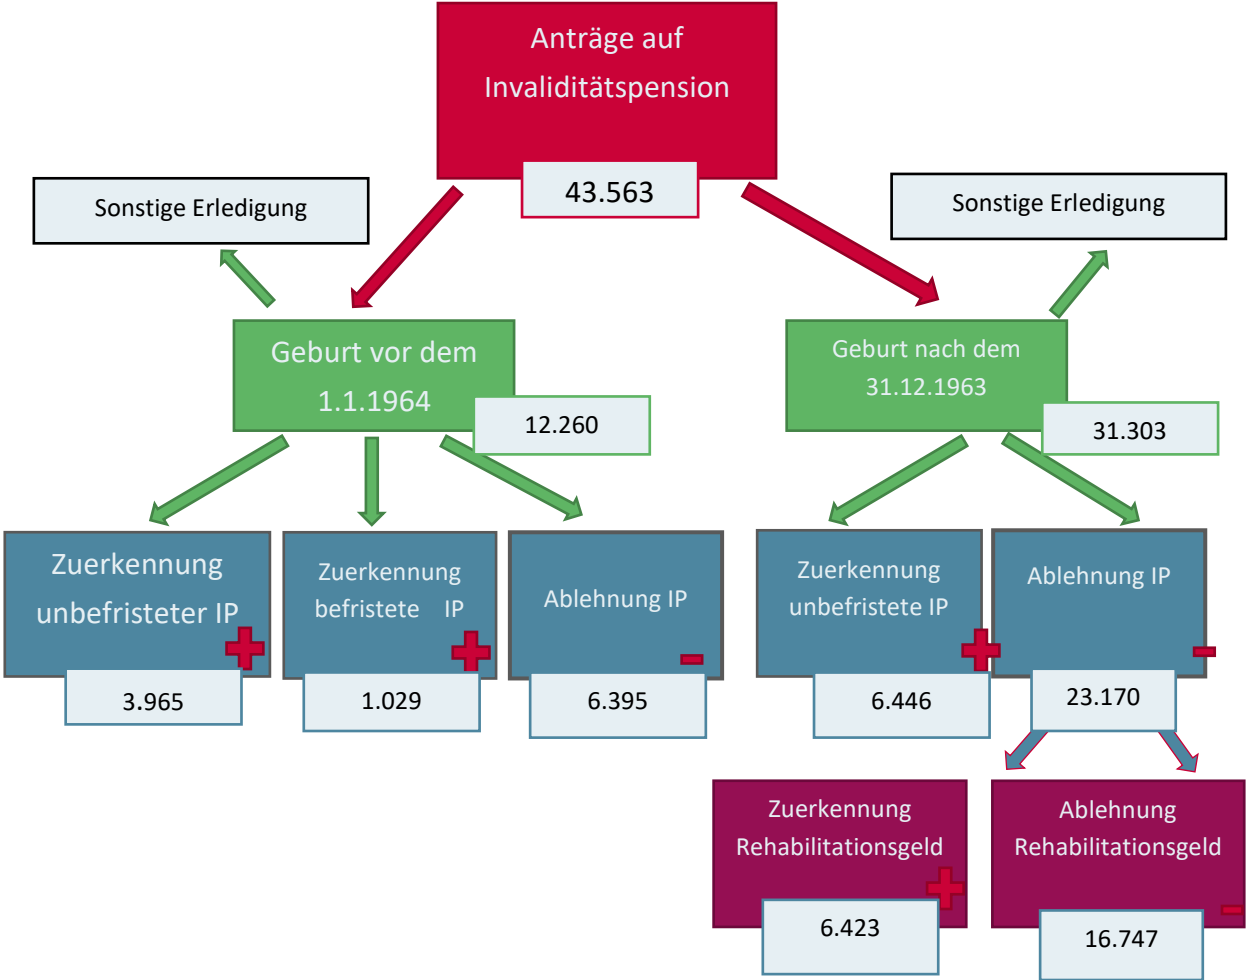 Anträge auf
Invaliditätspension
43.563
Sonstige Erledigung
Sonstige Erledigung
Geburt vor dem
1.1.1964
12.260
Geburt nach dem
31.12.1963
31.303
Zuerkennung
unbefristeter IP
3.965
Zuerkennung
befristete IP
1.029
Ablehnung IP
6.395
Zuerkennung
unbefristete IP
6.446
Ablehnung IP
23.170
Zuerkennung
Rehabilitationsgeld
6.423
Ablehnung
Rehabilitationsgeld
16.747